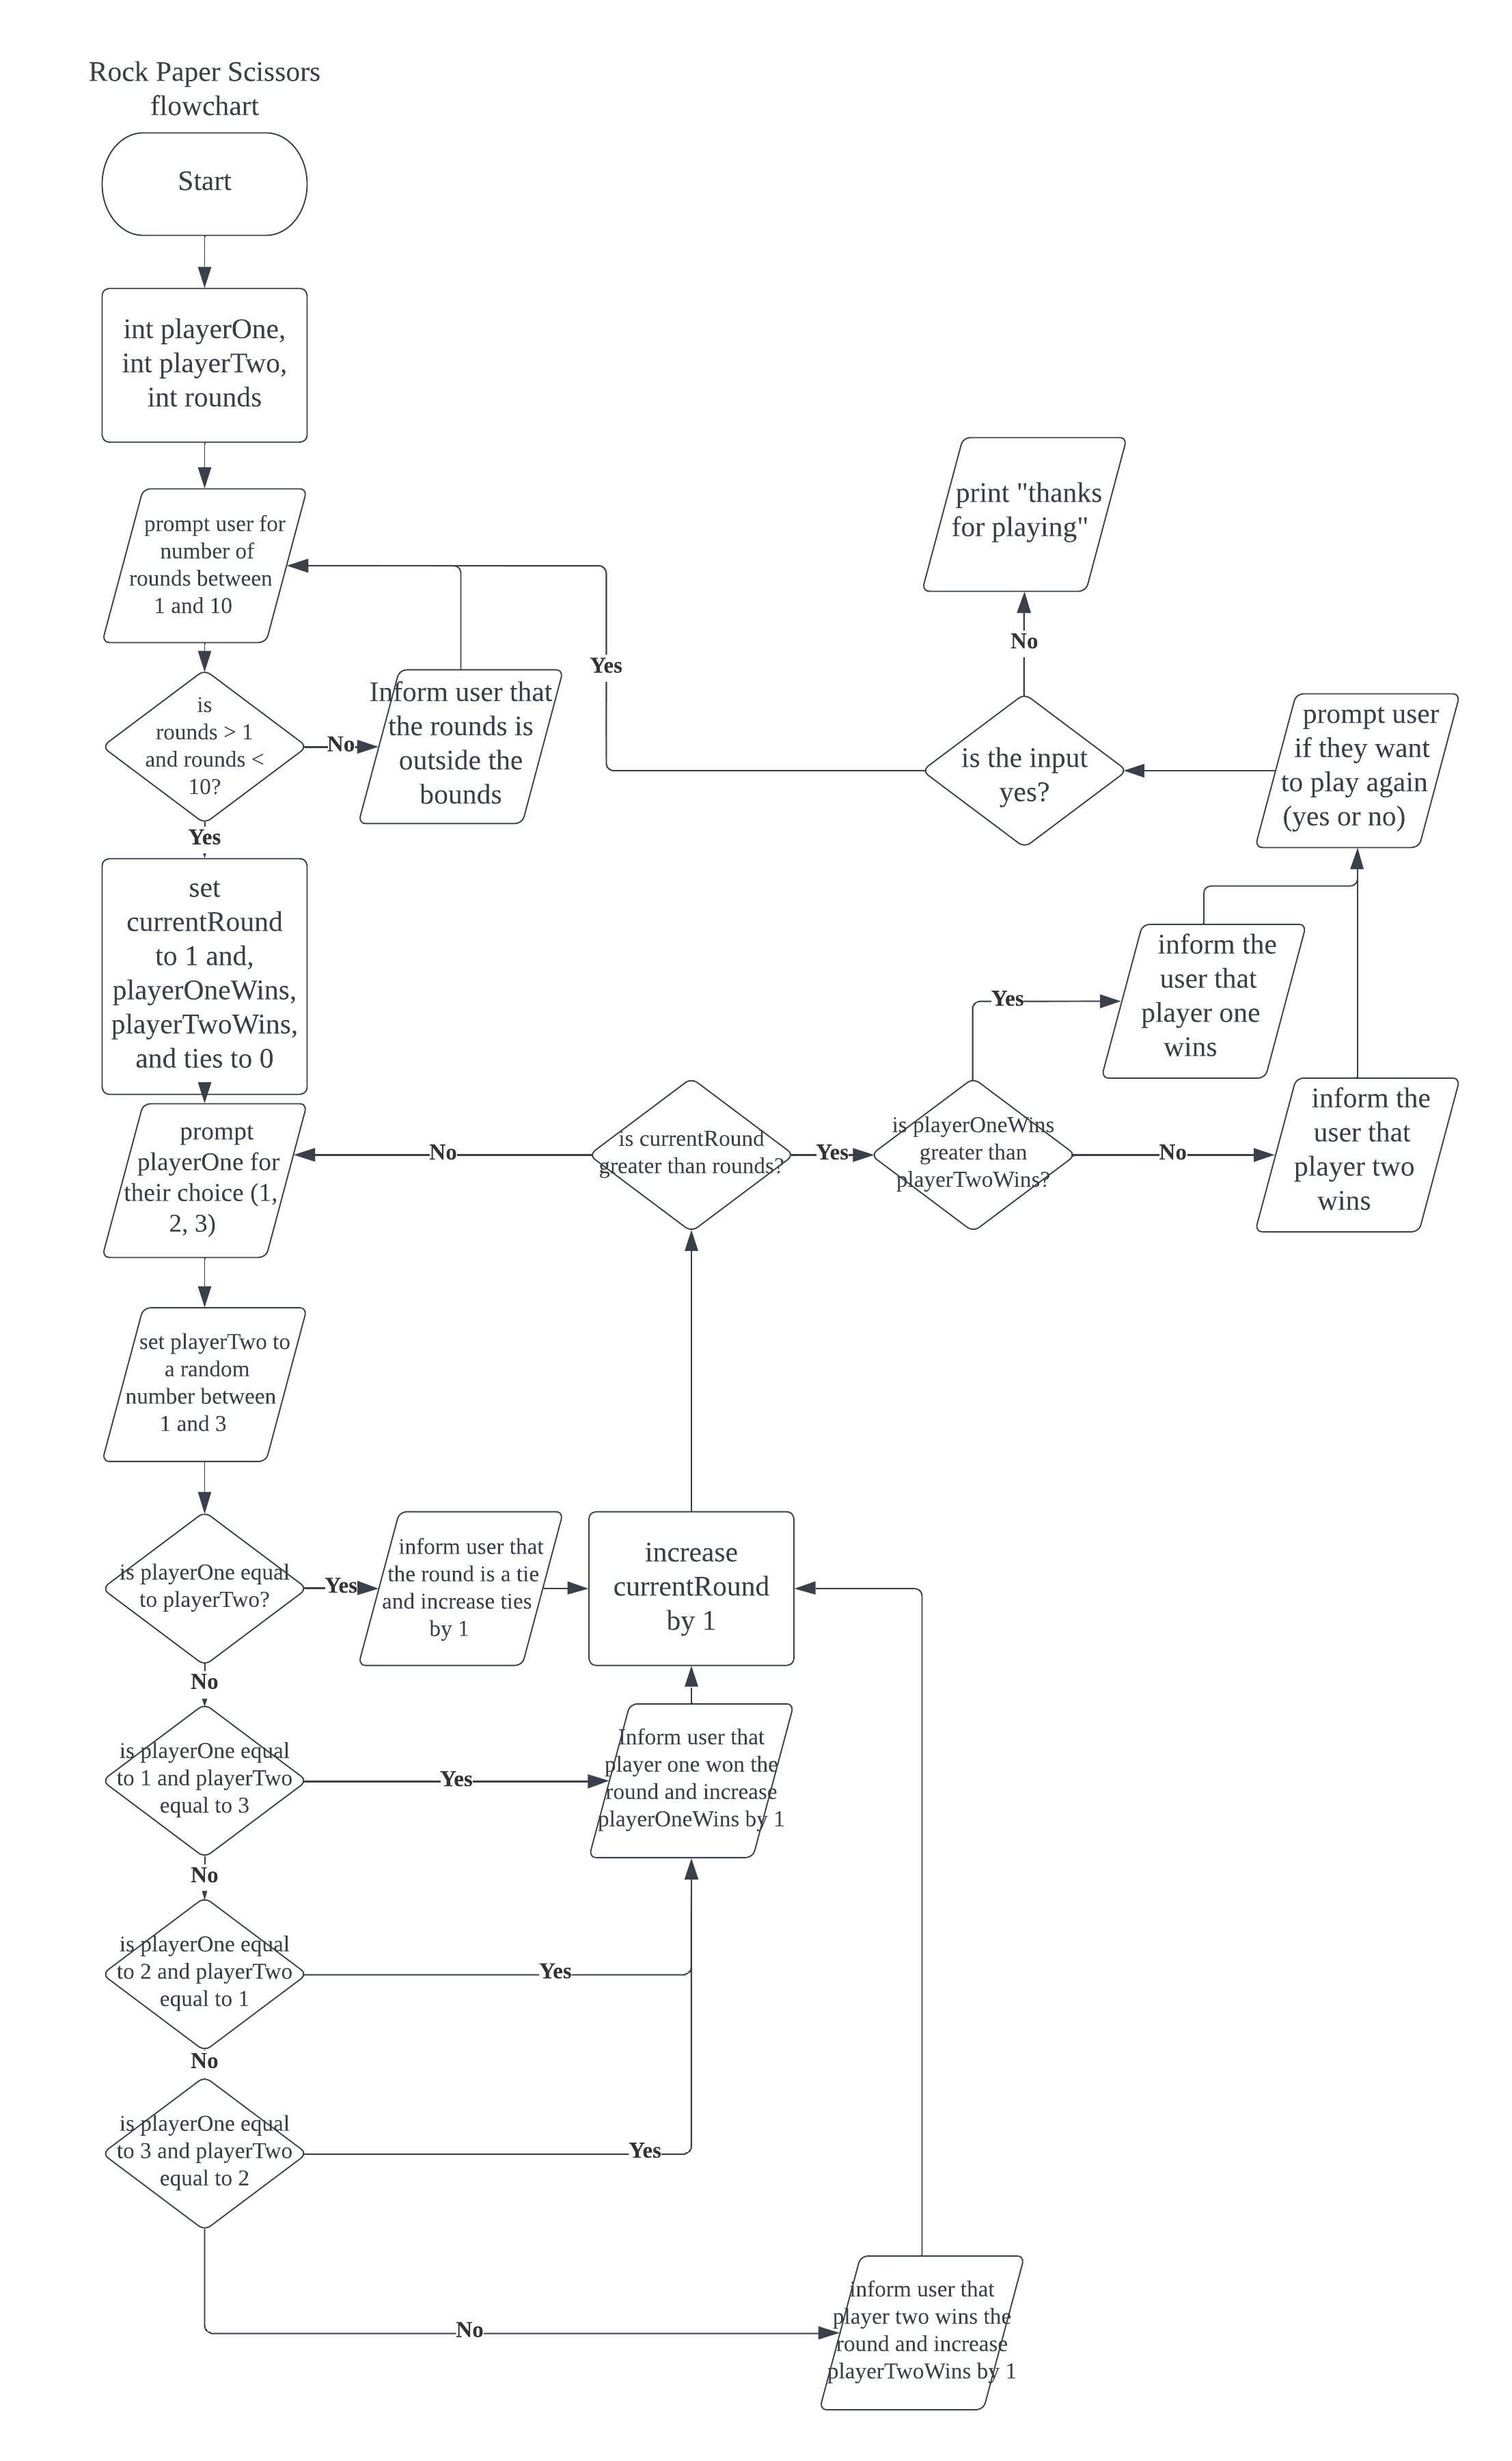 Rock Paper Scissors
flowchart
Start
int playerOne,
int playerTwo,
int rounds
prompt user for
number of
rounds between
1 and 10
is
rounds > 1
and rounds <
10?
No
Inform user that
the rounds is
outside the
bounds
Yes
set
currentRound
to 1 and,
playerOneWins,
playerTwoWins,
and ties to 0
prompt
playerOne for
their choice (1,
2, 3)
set playerTwo to
a random
number between
1 and 3
is playerOne equal
to playerTwo?
Yes
inform user that
the round is a tie
and increase ties
by 1
increase
currentRound
by 1
No
is playerOne equal
to 1 and playerTwo
equal to 3
Yes
Inform user that
player one won the
round and increase
playerOneWins by 1
No
is playerOne equal
to 2 and playerTwo
equal to 1
Yes
No
is playerOne equal
to 3 and playerTwo
equal to 2
Yes
No
inform user that
player two wins the
round and increase
playerTwoWins by 1
is currentRound
greater than rounds?
No
Yes
is playerOneWins
greater than
playerTwoWins?
Yes
inform the
user that
player one
wins
No
inform the
user that
player two
wins
prompt user
if they want
to play again
(yes or no)
is the input
yes?
Yes
No
print "thanks
for playing"